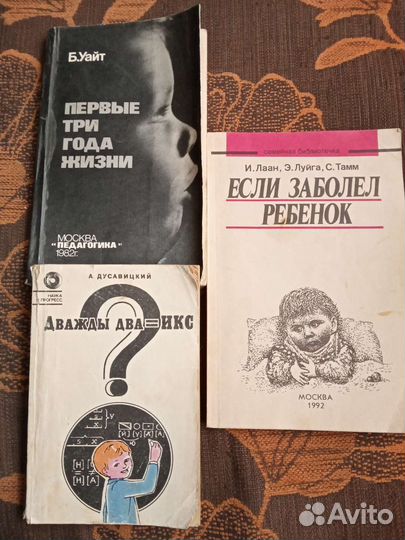 Б. Уайт
ПЕРВЫЕ
ТРИ
ГОДА
ЖИЗНИ
МОСКВА
"ПЕДАГОГИКА"
1982г.
семейная библиотечка
И. Лаан, Э. Луйга, С. Тамм
ЕСЛИ ЗАБОЛЕЛ
РЕБЕНОК
МОСКВА
1992
А. ДУСАВИЦКИЙ
НАУКА
И ПРОГРЕСС
ДВАЖДЫ ДВА=ИКС
?
Avito